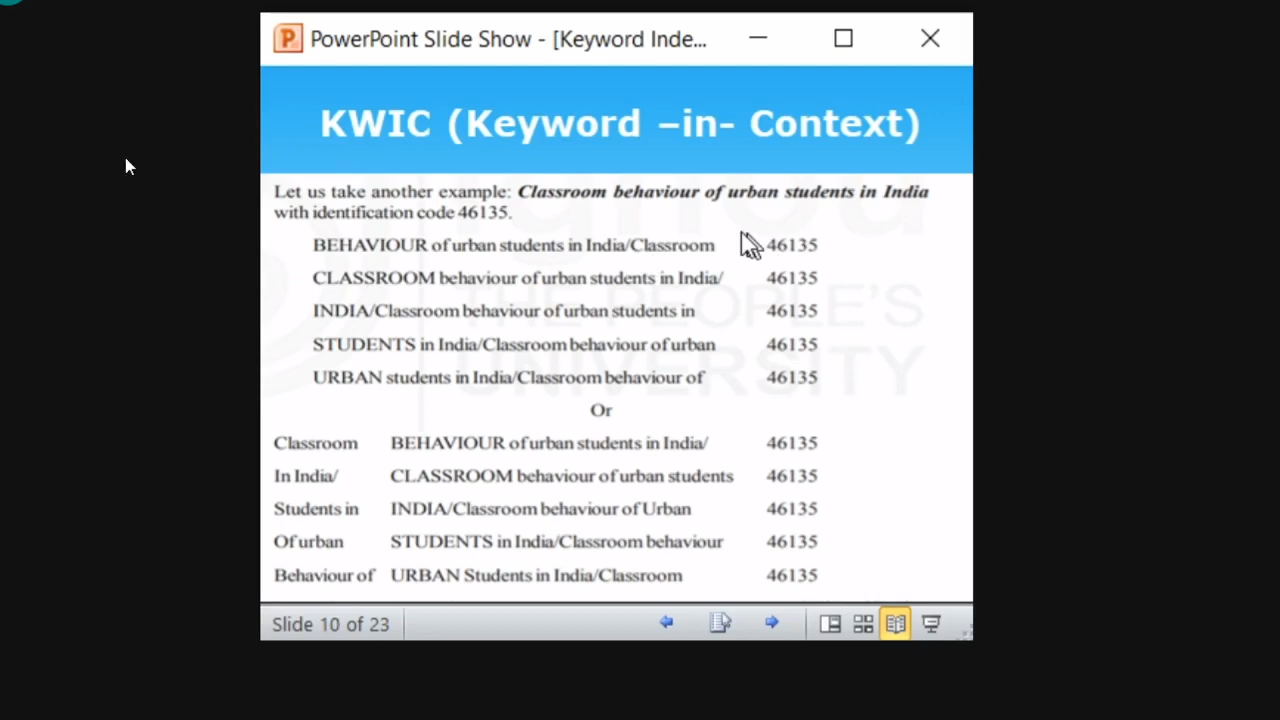 PowerPoint Slide Show - [Keyword Inde...
KWIC (Keyword –in- Context)
Let us take another example: Classroom behaviour of urban students in India
with identification code 46135.
BEHAVIOUR of urban students in India/Classroom 46135
CLASSROOM behaviour of urban students in India/ 46135
INDIA/Classroom behaviour of urban students in 46135
STUDENTS in India/Classroom behaviour of urban 46135
URBAN students in India/Classroom behaviour of 46135
Or
Classroom BEHAVIOUR of urban students in India/ 46135
In India/ CLASSROOM behaviour of urban students 46135
Students in INDIA/Classroom behaviour of Urban 46135
Of urban STUDENTS in India/Classroom behaviour 46135
Behaviour of URBAN Students in India/Classroom 46135
ignou
THE PEOPLE'S
UNIVERSITY
Slide 10 of 23